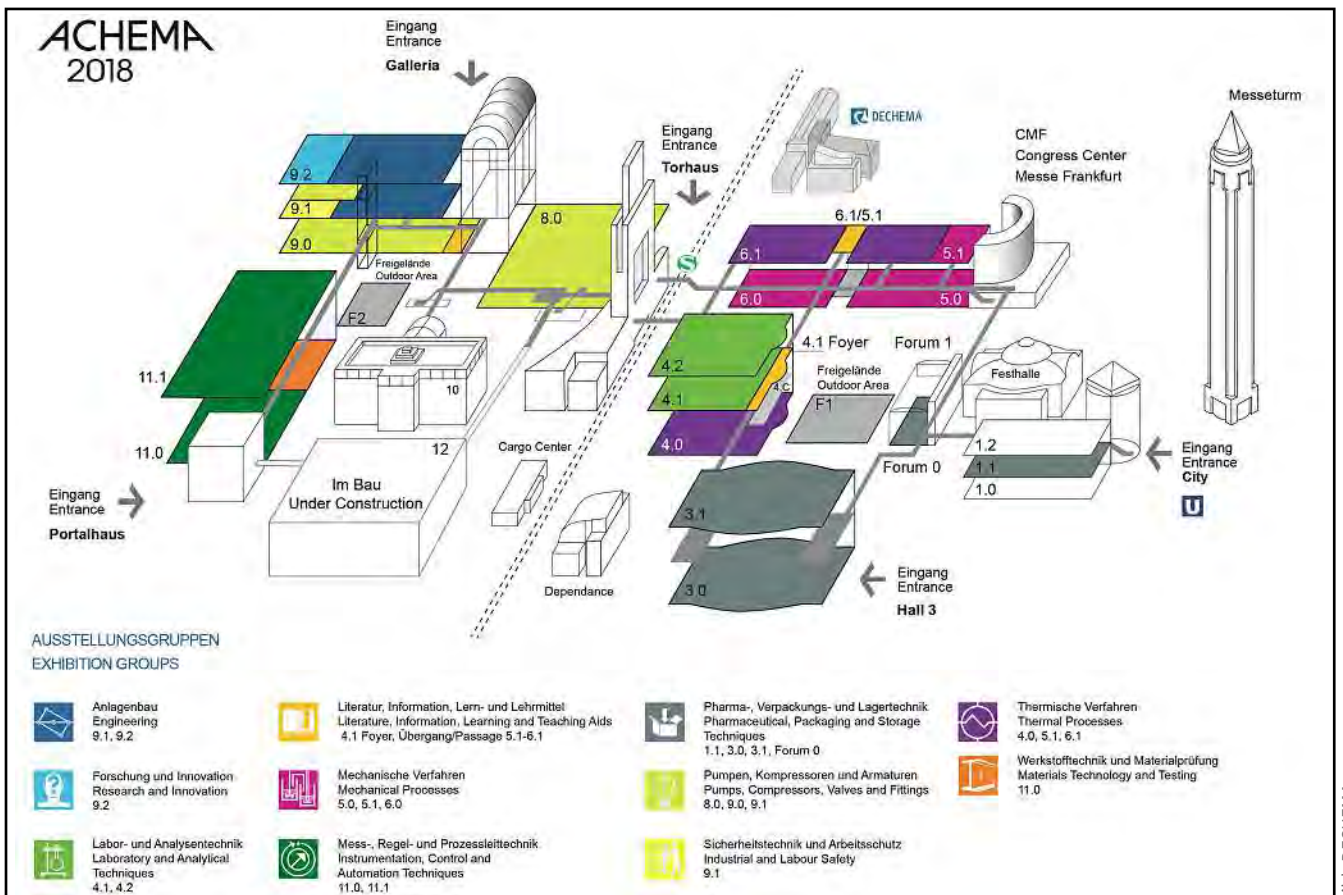 ACHEMA
2018
Eingang
Entrance
Galleria
Eingang
Entrance
Torhaus
DECHEMA
CMF
Congress Center
Messe Frankfurt
Messeturm
9.2
9.1
9.0
8.0
Freigelände
Outdoor Area
F2
S
6.1/5.1
6.1
5.1
6.0
5.0
11.1
11.0
10
12
Im Bau
Under Construction
Eingang
Entrance
Portalhaus
Cargo Center
Dependance
4.2
4.1
4.0
4.C
4.1 Foyer
Freigelände
Outdoor Area
F1
Forum 1
Festhalle
Forum 0
1.2
1.1
1.0
Eingang
Entrance
City
U
3.1
3.0
Eingang
Entrance
Hall 3
AUSSTELLUNGSGRUPPEN
EXHIBITION GROUPS
Anlagenbau
Engineering
9.1, 9.2
Forschung und Innovation
Research and Innovation
9.2
Labor- und Analysentechnik
Laboratory and Analytical
Techniques
4.1, 4.2
Literatur, Information, Lern- und Lehrmittel
Literature, Information, Learning and Teaching Aids
4.1 Foyer, Übergang/Passage 5.1-6.1
Mechanische Verfahren
Mechanical Processes
5.0, 5.1, 6.0
Mess-, Regel- und Prozessleittechnik
Instrumentation, Control and
Automation Techniques
11.0, 11.1
Pharma-, Verpackungs- und Lagertechnik
Pharmaceutical, Packaging and Storage
Techniques
1.1, 3.0, 3.1, Forum 0
Pumpen, Kompressoren und Armaturen
Pumps, Compressors, Valves and Fittings
8.0, 9.0, 9.1
Sicherheitstechnik und Arbeitsschutz
Industrial and Labour Safety
9.1
Thermische Verfahren
Thermal Processes
4.0, 5.1, 6.1
Werkstofftechnik und Materialprüfung
Materials Technology and Testing
11.0